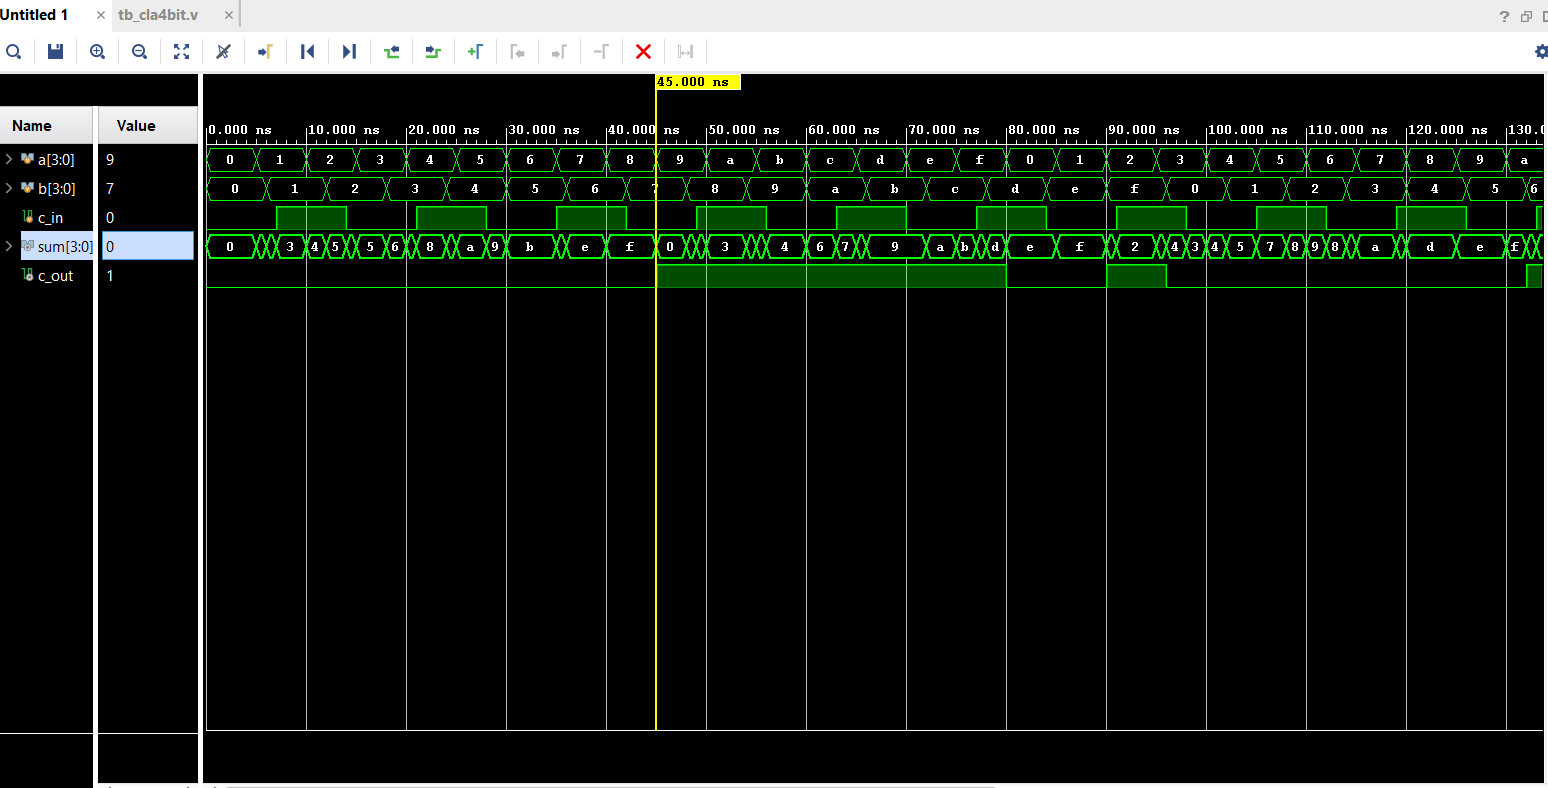 Untitled 1 × tb_cla4bit.v × ?
45.000 ns
Name Value
0.000 ns 10.000 ns 20.000 ns 30.000 ns 40.000 ns 50.000 ns 60.000 ns 70.000 ns 80.000 ns 90.000 ns 100.000 ns 110.000 ns 120.000 ns 130.0
a[3:0] 9 0 1 2 3 4 5 6 7 8 9 a b c d e f 0 1 2 3 4 5 6 7 8 9 a
b[3:0] 7 0 1 2 3 4 5 6 7 8 9 a b c d e f 0 1 2 3 4 5 6
c_in 0
sum[3:0] 0 0 3 4 5 5 6 8 a 9 b e f 0 3 4 6 7 9 a b d e f 2 4 3 4 5 7 8 9 8 a d e f
c_out 1